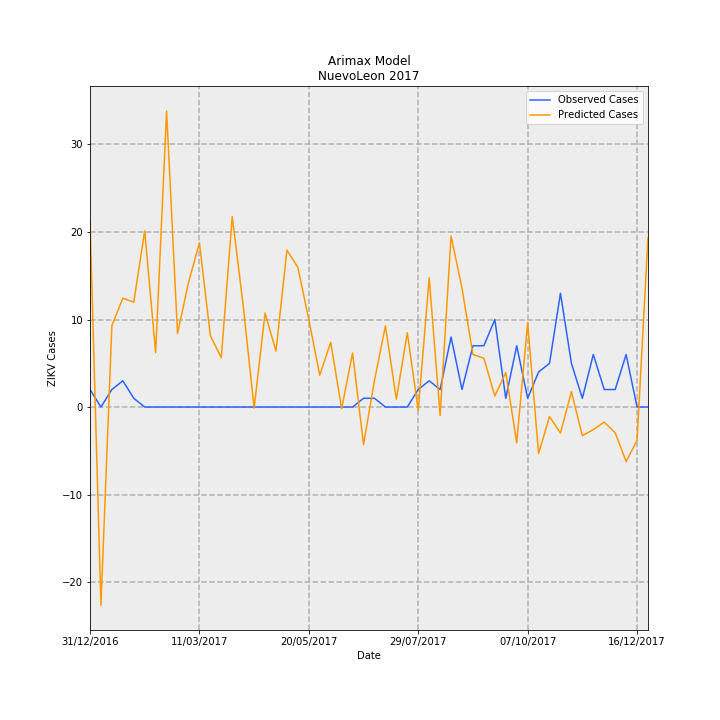 Arimax Model
NuevoLeon 2017
Observed Cases
Predicted Cases
ZIKV Cases
30
20
10
0
−10
−20
31/12/2016
11/03/2017
20/05/2017
29/07/2017
07/10/2017
16/12/2017
Date